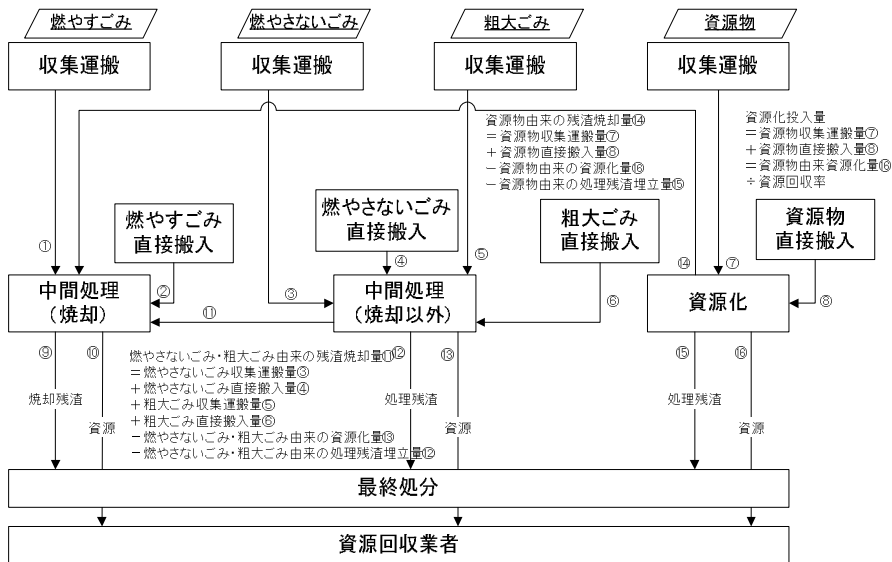 燃やすごみ
燃やさないごみ
粗大ごみ
資源物
収集運搬
収集運搬
収集運搬
収集運搬
資源物由来の残渣焼却量⑭
＝資源物収集運搬量⑦
＋資源物直接搬入量⑧
－資源物由来の資源化量⑯
－資源物由来の処理残渣埋立量⑮
資源化投入量
＝資源物収集運搬量⑦
＋資源物直接搬入量⑧
＝資源物由来資源化量⑯
÷資源回収率
燃やすごみ
直接搬入
燃やさないごみ
直接搬入
粗大ごみ
直接搬入
資源物
直接搬入
①
②
③
④
⑤
⑥
⑭
⑦
⑧
中間処理
（焼却）
⑪
中間処理
（焼却以外）
資源化
⑨
⑩
⑫
⑬
⑮
⑯
燃やさないごみ・粗大ごみ由来の残渣焼却量⑪
＝燃やさないごみ収集運搬量③
＋燃やさないごみ直接搬入量④
＋粗大ごみ収集運搬量⑤
＋粗大ごみ直接搬入量⑥
－燃やさないごみ・粗大ごみ由来の資源化量⑬
－燃やさないごみ・粗大ごみ由来の処理残渣埋立量⑫
焼却残渣
資源
処理残渣
資源
処理残渣
資源
最終処分
資源回収業者